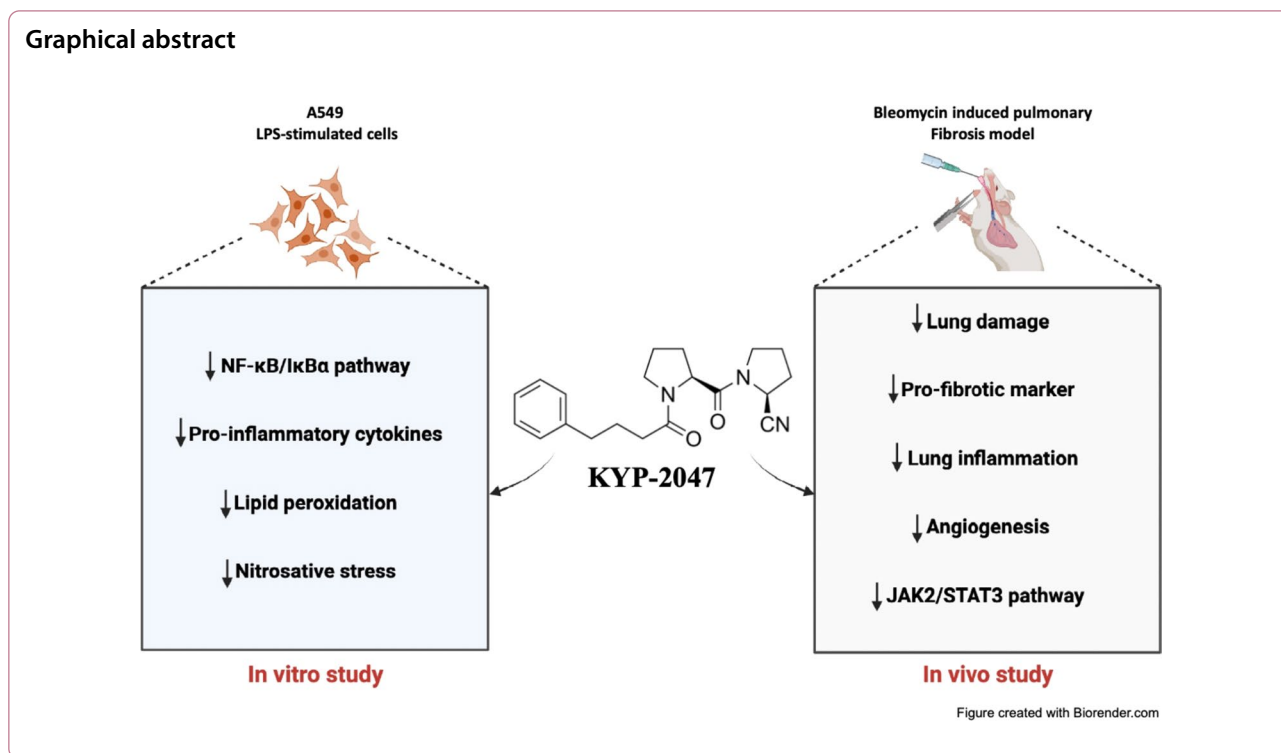 Graphical abstract
A549
LPS-stimulated cells
↓ NF-κB/IκBα pathway
↓Pro-inflammatory cytokines
↓Lipid peroxidation
↓Nitrosative stress
In vitro study
N
O
N
O
CN
KYP-2047
Bleomycin induced pulmonary
Fibrosis model
↓Lung damage
↓Pro-fibrotic marker
↓Lung inflammation
↓Angiogenesis
↓JAK2/STAT3 pathway
In vivo study
Figure created with Biorender.com